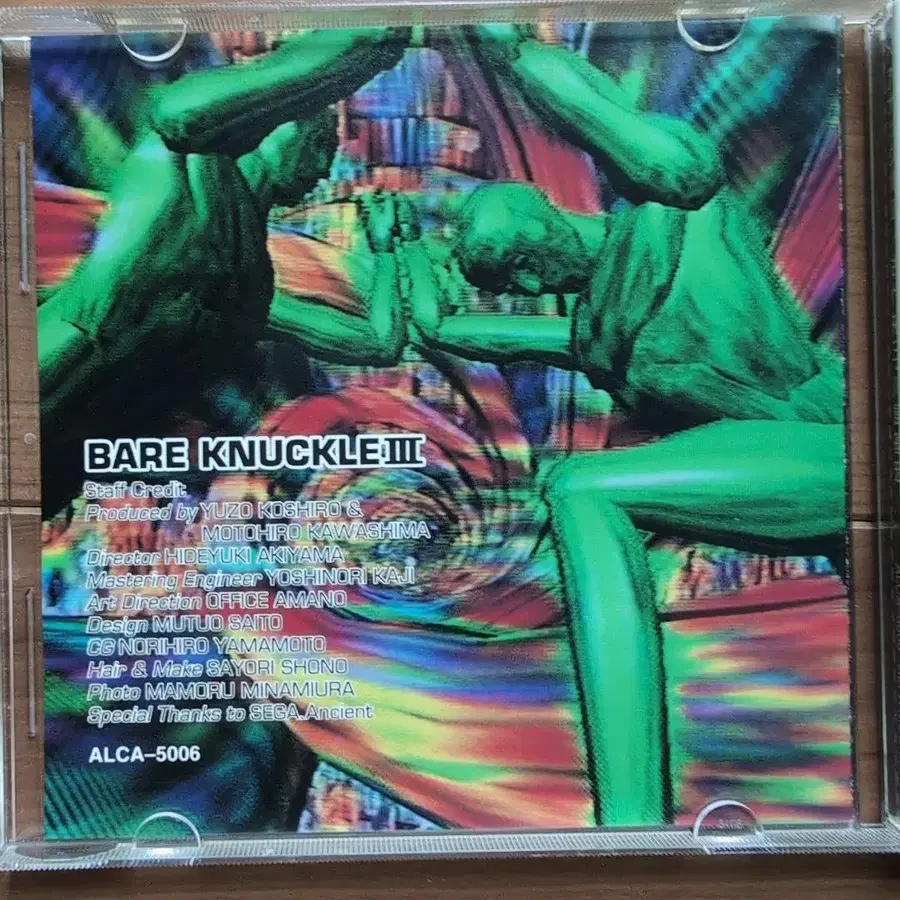 BARE KNUCKLE III
Staff Credit
Produced by YUZO KOSHIRO &
MOTOHIRO KAWASHIMA
Director HIDEYUKI AKIYAMA
Mastering Engineer YOSHINORI KAJI
Art Direction OFFICE AMANO
Design MUTUO SAITO
CG NORIHIRO YAMAMOTO
Hair & Make SAYORI SHONO
Photo MAMORU MINAMIURA
Special Thanks to SEGA.Ancient
ALCA-5006